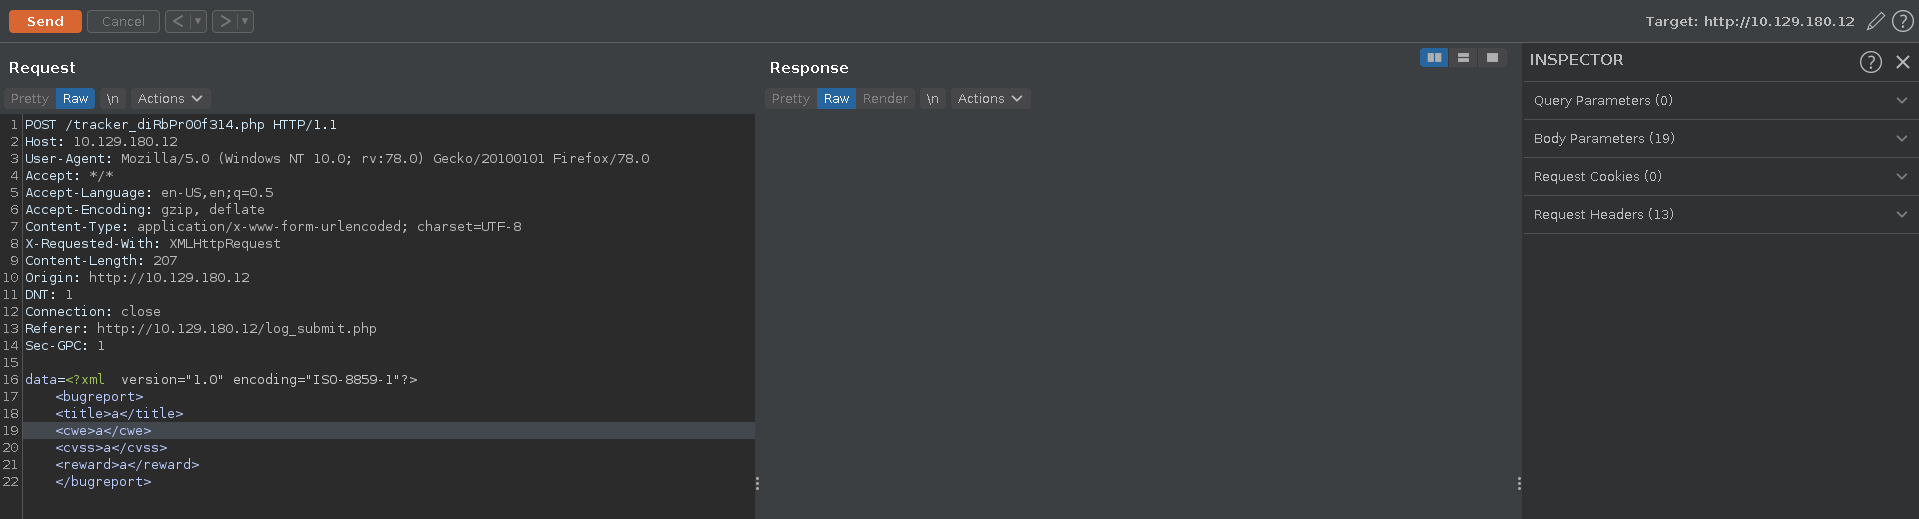 Send Cancel < ▼ > ▼ Target: http://10.129.180.12 ?
Request
Pretty Raw \n Actions
1 POST /tracker_diRbPr00f314.php HTTP/1.1
2 Host: 10.129.180.12
3 User-Agent: Mozilla/5.0 (Windows NT 10.0; rv:78.0) Gecko/20100101 Firefox/78.0
4 Accept: */*
5 Accept-Language: en-US,en;q=0.5
6 Accept-Encoding: gzip, deflate
7 Content-Type: application/x-www-form-urlencoded; charset=UTF-8
8 X-Requested-With: XMLHttpRequest
9 Content-Length: 207
10 Origin: http://10.129.180.12
11 DNT: 1
12 Connection: close
13 Referer: http://10.129.180.12/log_submit.php
14 Sec-GPC: 1
15
16 data=<?xml  version="1.0" encoding="ISO-8859-1"?>
17     <bugreport>
18     <title>a</title>
19     <cwe>a</cwe>
20     <cvss>a</cvss>
21     <reward>a</reward>
22     </bugreport>
Response
Pretty Raw Render \n Actions
INSPECTOR ?
Query Parameters (0)
Body Parameters (19)
Request Cookies (0)
Request Headers (13)